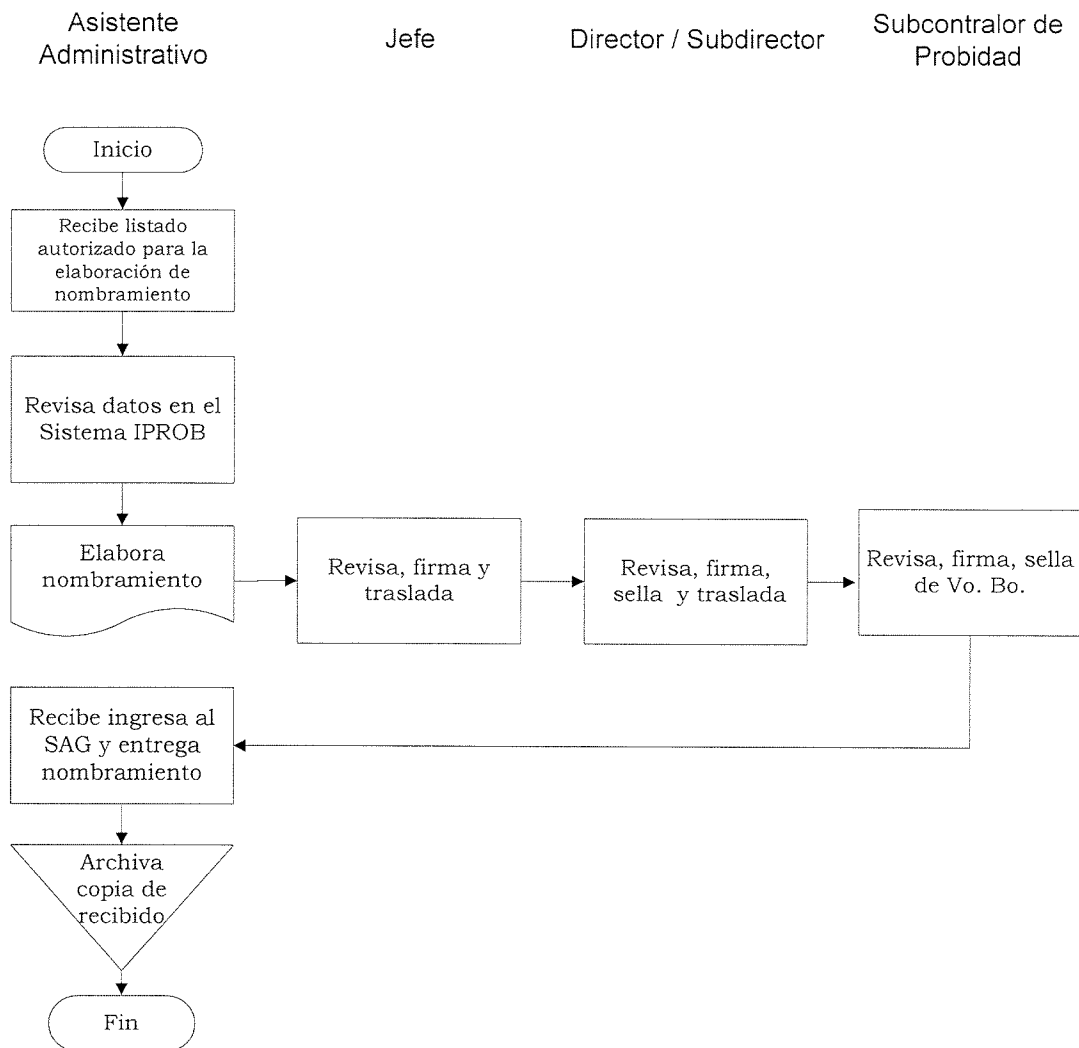 Asistente
Administrativo
Jefe
Director / Subdirector
Subcontralor de
Probidad
Inicio
Recibe listado
autorizado para la
elaboración de
nombramiento
Revisa datos en el
Sistema IPROB
Elabora
nombramiento
Revisa, firma y
traslada
Revisa, firma,
sella y traslada
Revisa, firma, sella
de Vo. Bo.
Recibe ingresa al
SAG y entrega
nombramiento
Archiva
copia de
recibido
Fin